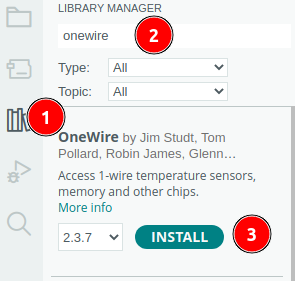 LIBRARY MANAGER
onewire
2
Type: All
Topic: All
1
OneWire by Jim Studt, Tom
Pollard, Robin James, Glenn…
Access 1-wire temperature sensors,
memory and other chips.
More info
2.3.7 INSTALL 3